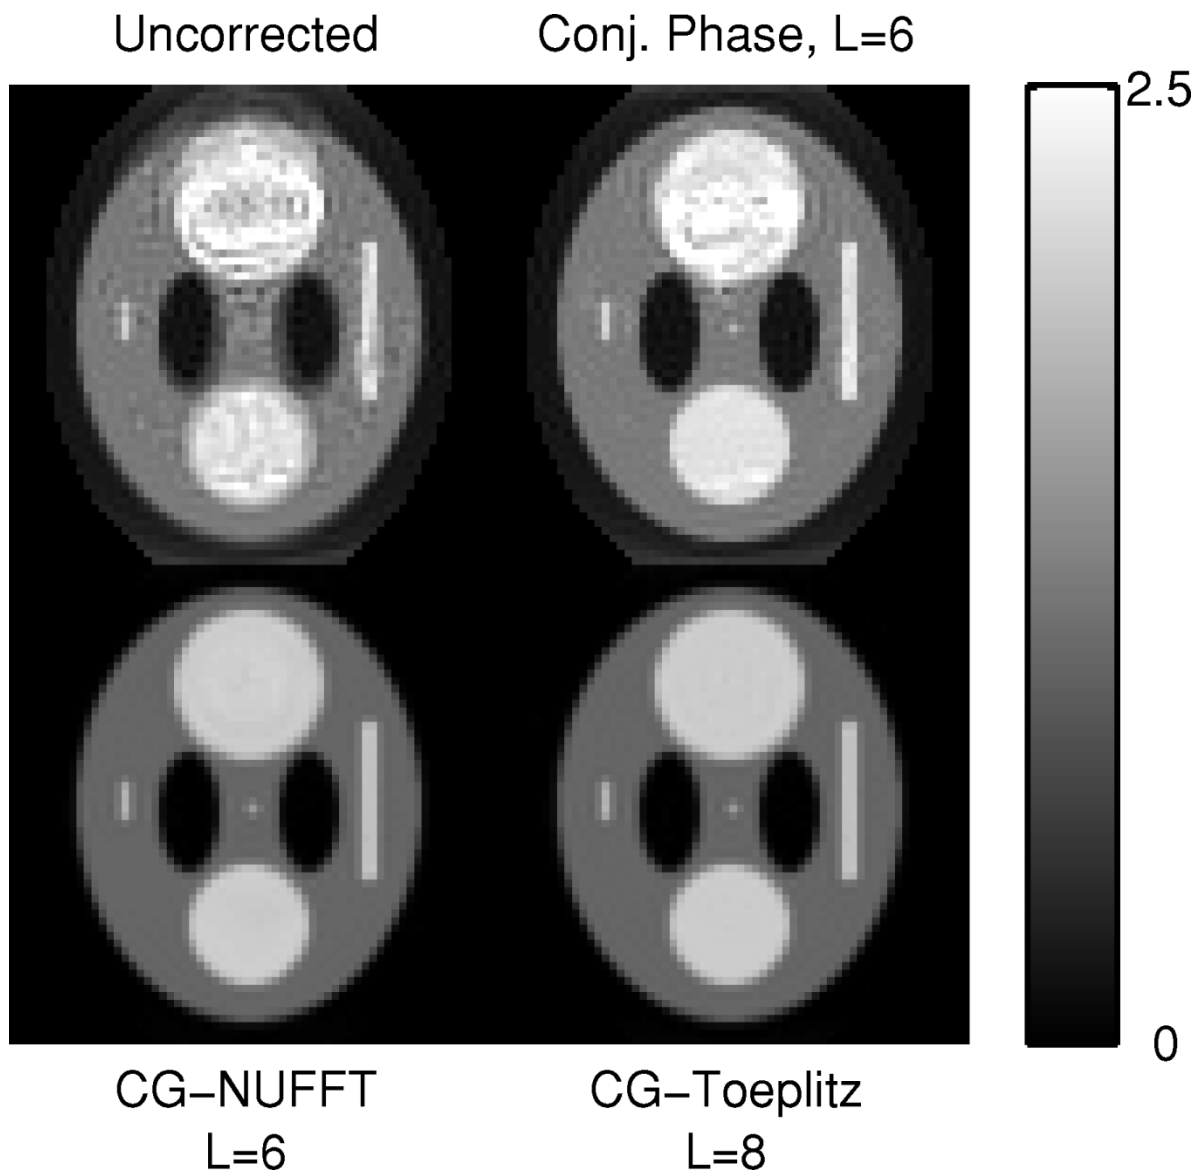 Uncorrected
Conj. Phase, L=6
2.5
0
CG–NUFFT
L=6
CG–Toeplitz
L=8